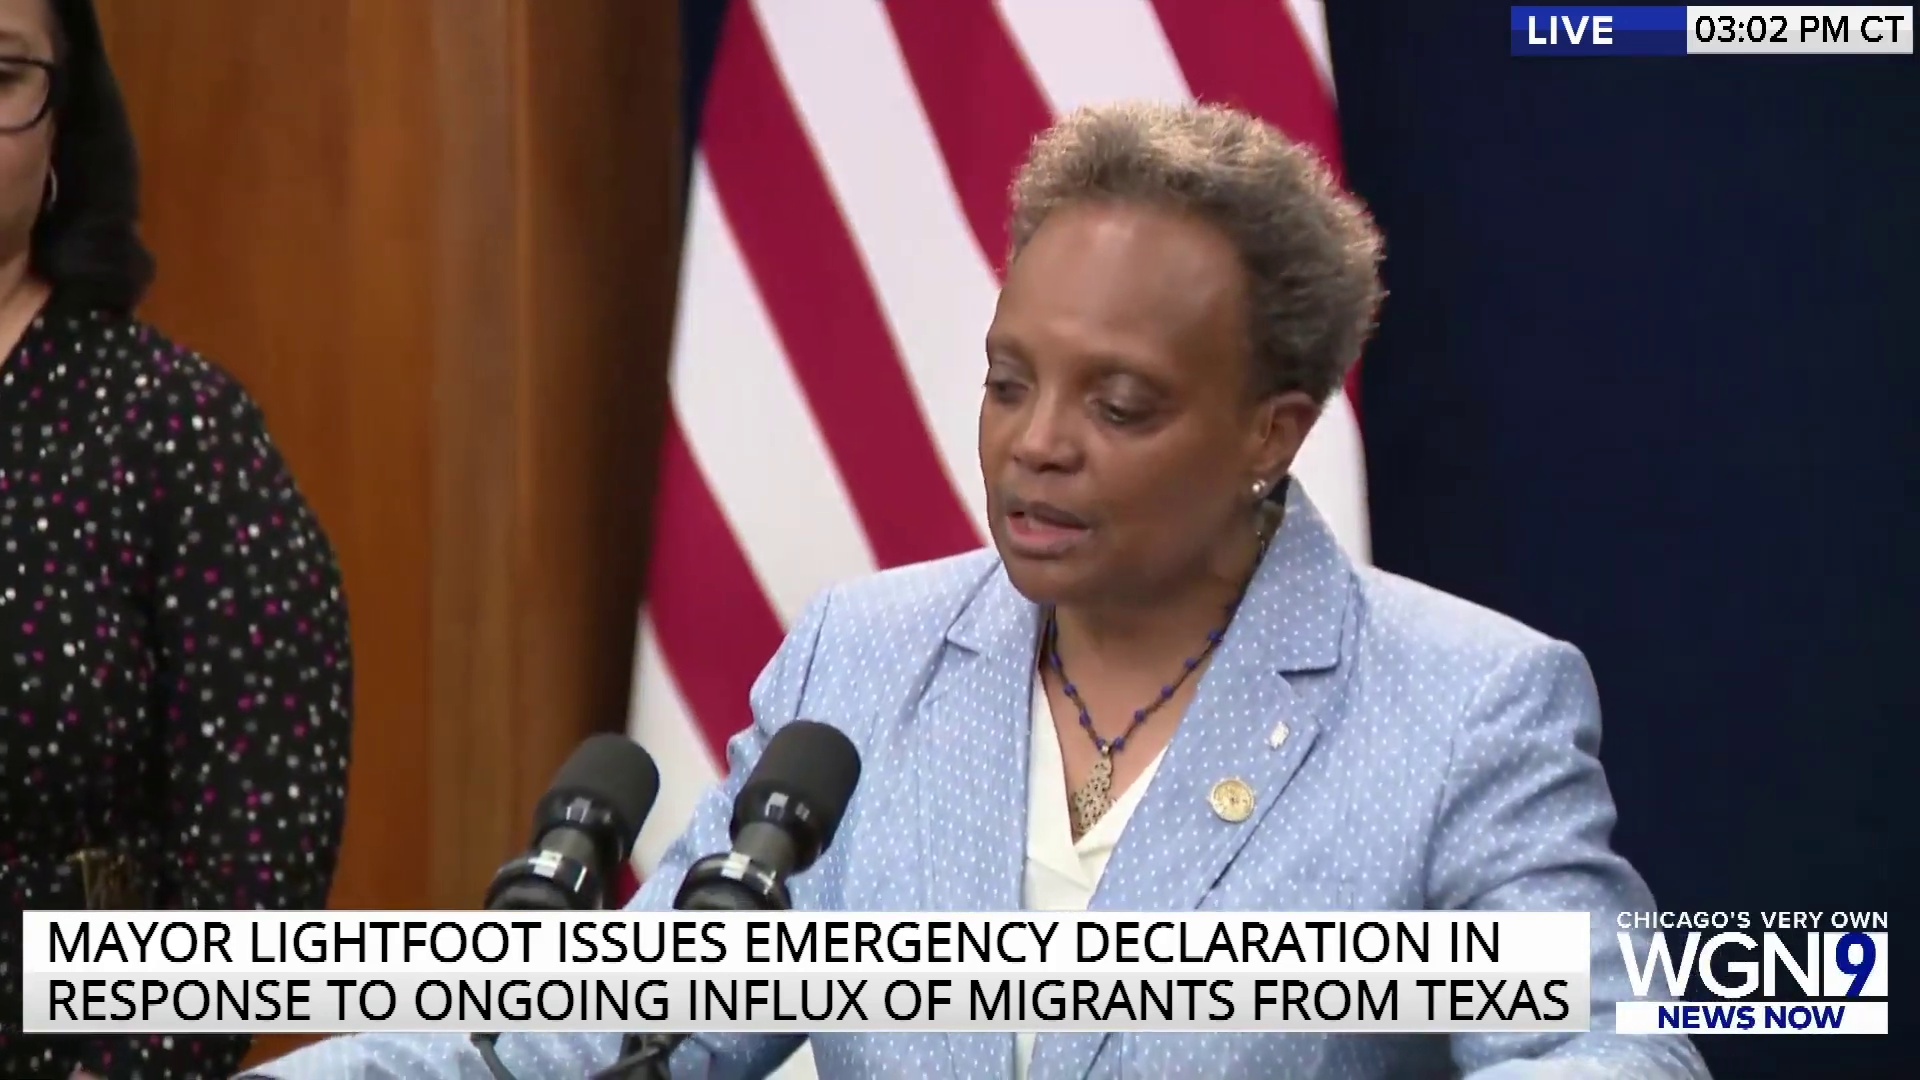 LIVE 03:02 PM CT
MAYOR LIGHTFOOT ISSUES EMERGENCY DECLARATION IN
RESPONSE TO ONGOING INFLUX OF MIGRANTS FROM TEXAS
CHICAGO'S VERY OWN
WGN9
NEWS NOW